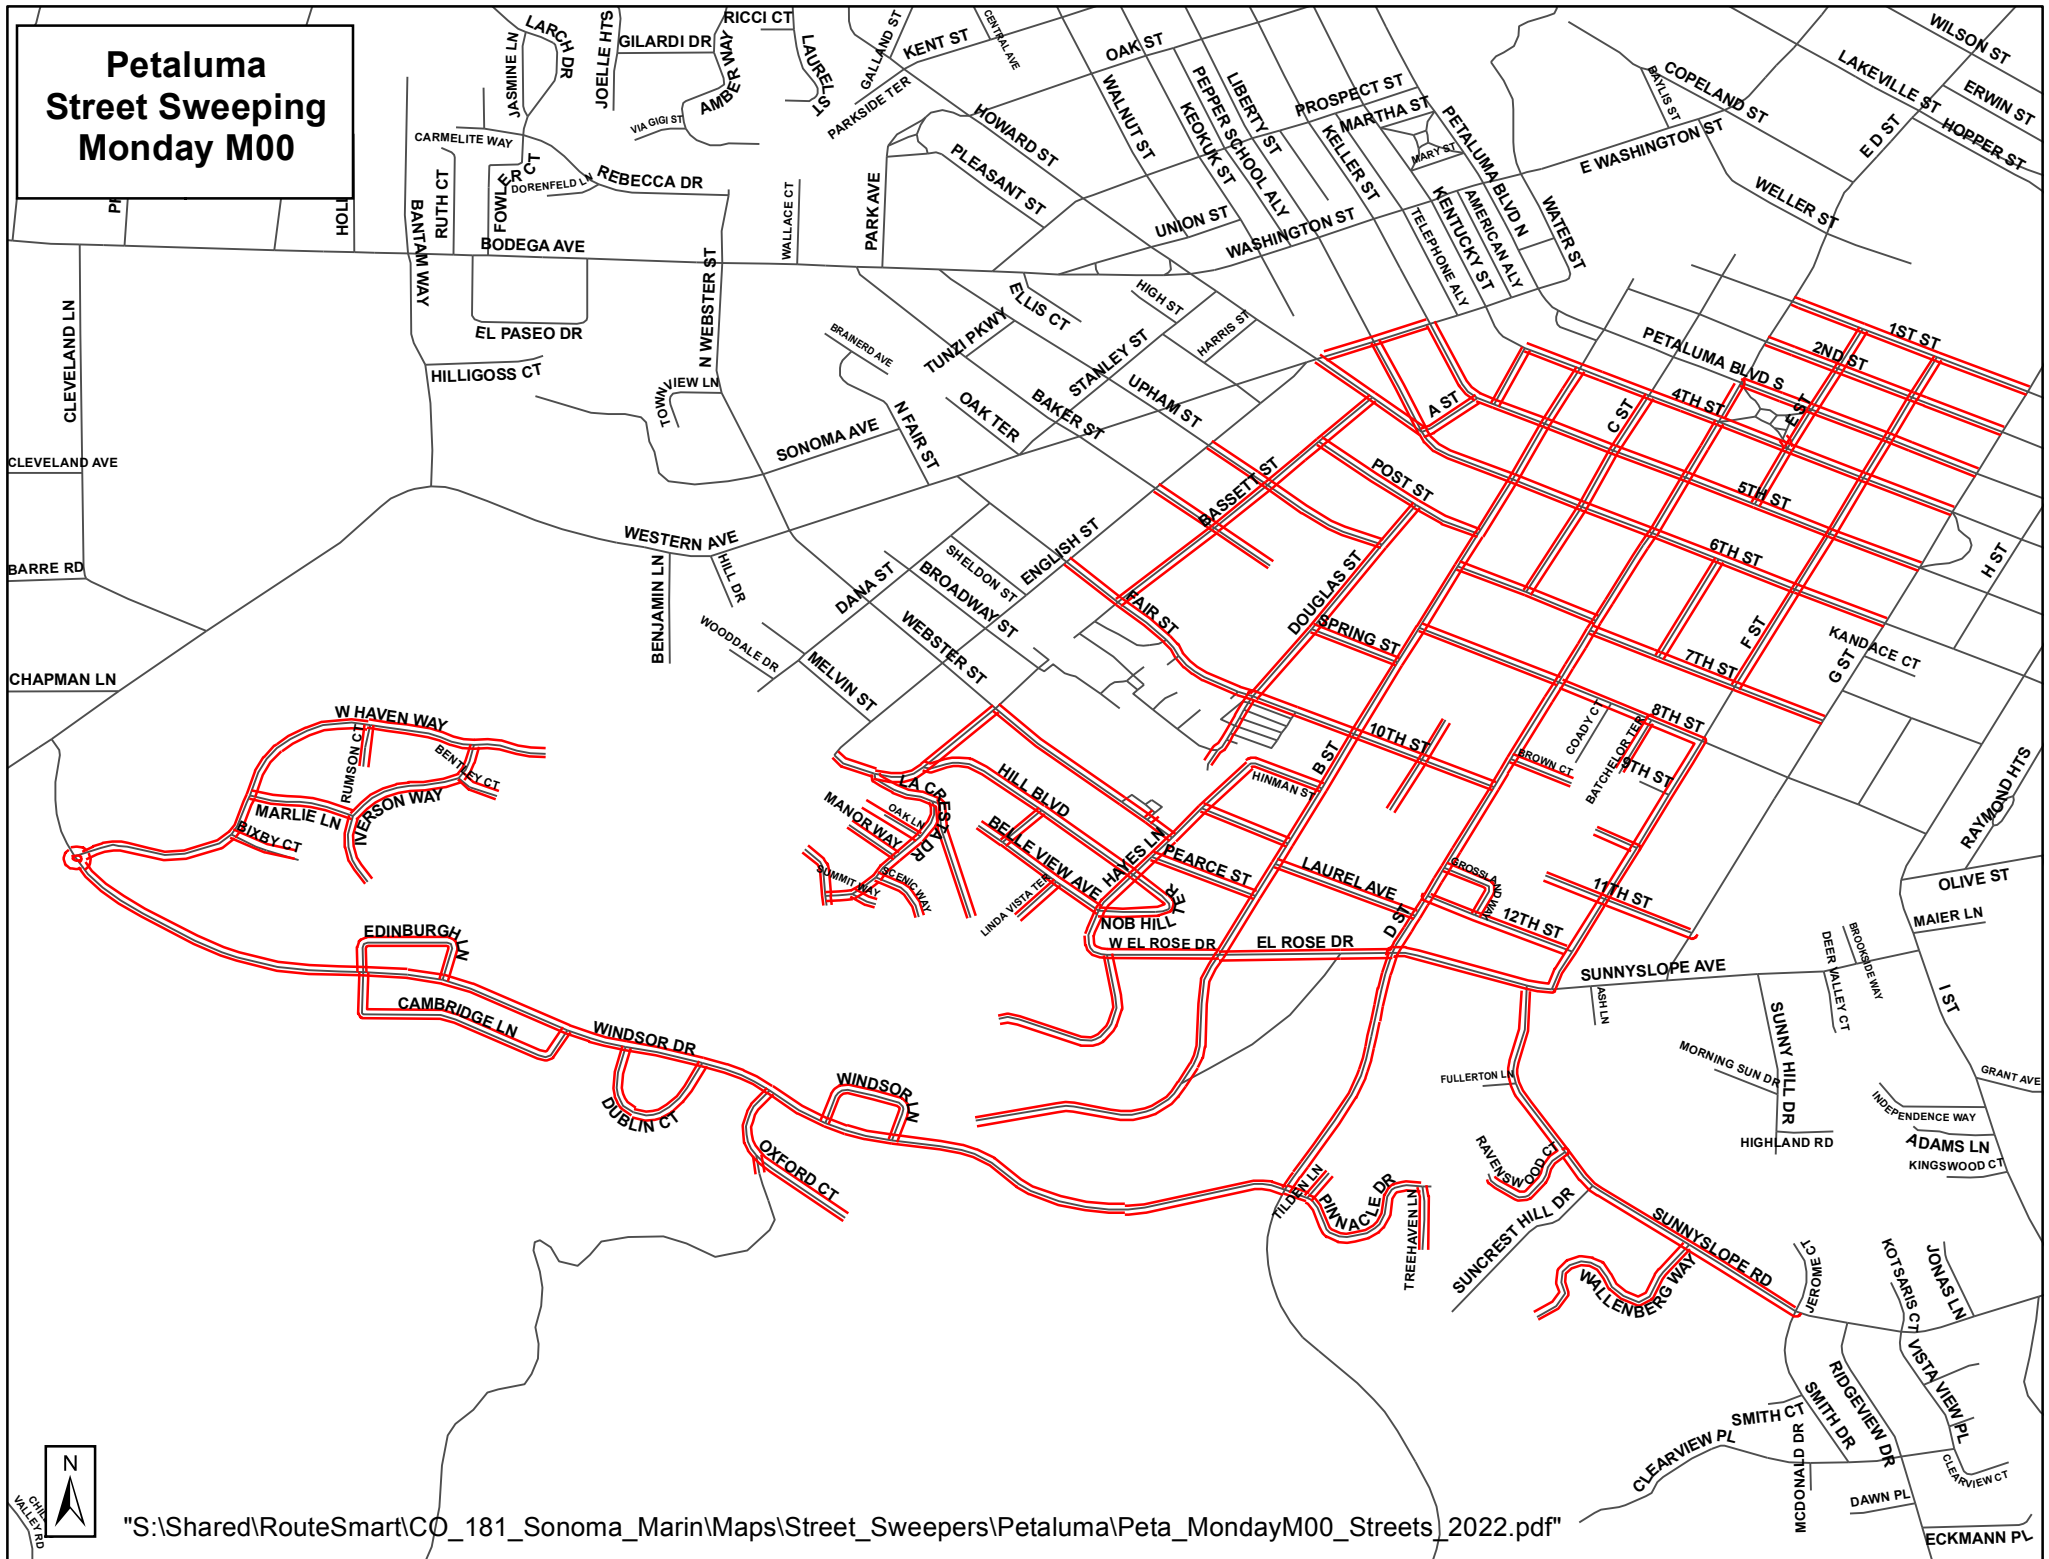 Petaluma
Street Sweeping
Monday M00
LARCH DR
JASMINE LN
JOELLE HTS
GILARDI DR
RICCI CT
AMBER WAY
LAUREL ST
GALLAND ST
KENT ST
CENTRAL AVE
PARKSIDE TER
VIA GIGI ST
OAK ST
WALNUT ST
PEPPER SCHOOL ALY
KEOKUK ST
LIBERTY ST
PROSPECT ST
MARTHA ST
MARY ST
KELLER ST
PETALUMA BLVD N
BAYLIS ST
COPELAND ST
E WASHINGTON ST
E D ST
WILSON ST
LAKEVILLE ST
ERWIN ST
HOPPER ST
WELLER ST
CARMELITE WAY
RUTH CT
FOWLER CT
DORENFELD LN
REBECCA DR
BANTAM WAY
BODEGA AVE
WALLACE CT
PARK AVE
HOWARD ST
PLEASANT ST
UNION ST
WASHINGTON ST
TELEPHONE ALY
KENTUCKY ST
AMERICAN ALY
WATER ST
CLEVELAND LN
EL PASEO DR
HILLIGOSS CT
N WEBSTER ST
TOWNVIEW LN
BRAINERD AVE
TUNZI PKWY
ELLIS CT
HIGH ST
HARRIS ST
STANLEY ST
UPHAM ST
BAKER ST
OAK TER
N FAIR ST
SONOMA AVE
CLEVELAND AVE
BARRE RD
CHAPMAN LN
WESTERN AVE
BENJAMIN LN
HILL DR
WOODDALE DR
MELVIN ST
DANA ST
SHELDON ST
BROADWAY ST
WEBSTER ST
ENGLISH ST
FAIR ST
BASSETT ST
POST ST
A ST
DOUGLAS ST
SPRING ST
PETALUMA BLVD S
1ST ST
2ND ST
4TH ST
C ST
E ST
5TH ST
6TH ST
7TH ST
F ST
G ST
H ST
KANDACE CT
8TH ST
9TH ST
10TH ST
B ST
COADY CT
BATCHELOR TER
BROWN CT
HINMAN ST
RAYMOND HTS
W HAVEN WAY
RUMSON CT
BENTLEY CT
IVERSON WAY
MARLIE LN
BIXBY CT
LA CRESTA DR
HILL BLVD
MANOR WAY
OAK LN
SUMMIT WAY
SCENIC WAY
BELLE VIEW AVE
LINDA VISTA TER
HAYES LN
PEARCE ST
NOB HILL TER
LAUREL AVE
GROSSLAND WAY
11TH ST
12TH ST
D ST
W EL ROSE DR
EL ROSE DR
SUNNYSLOPE AVE
OLIVE ST
MAIER LN
BROOKSIDE WAY
DEER VALLEY CT
ASH LN
I ST
SUNNY HILL DR
MORNING SUN DR
FULLERTON LN
HIGHLAND RD
GRANT AVE
INDEPENDENCE WAY
ADAMS LN
KINGSWOOD CT
EDINBURGH LN
CAMBRIDGE LN
WINDSOR DR
DUBLIN CT
WINDSOR LN
OXFORD CT
TILDEN LN
PINNACLE DR
TREEHAVEN LN
RAVENSWOOD CT
SUNCREST HILL DR
WALLENBERG WAY
SUNNYSLOPE RD
JEROME CT
KOTSARIS CT
JONAS LN
VISTA VIEW PL
RIDGEVIEW DR
SMITH DR
SMITH CT
CLEARVIEW PL
MCDONALD DR
CLEARVIEW CT
DAWN PL
ECKMANN PL
N
VALLEY RD
"S:\Shared\RouteSmart\CO_181_Sonoma_Marin\Maps\Street_Sweepers\Petaluma\Peta_MondayM00_Streets_2022.pdf"